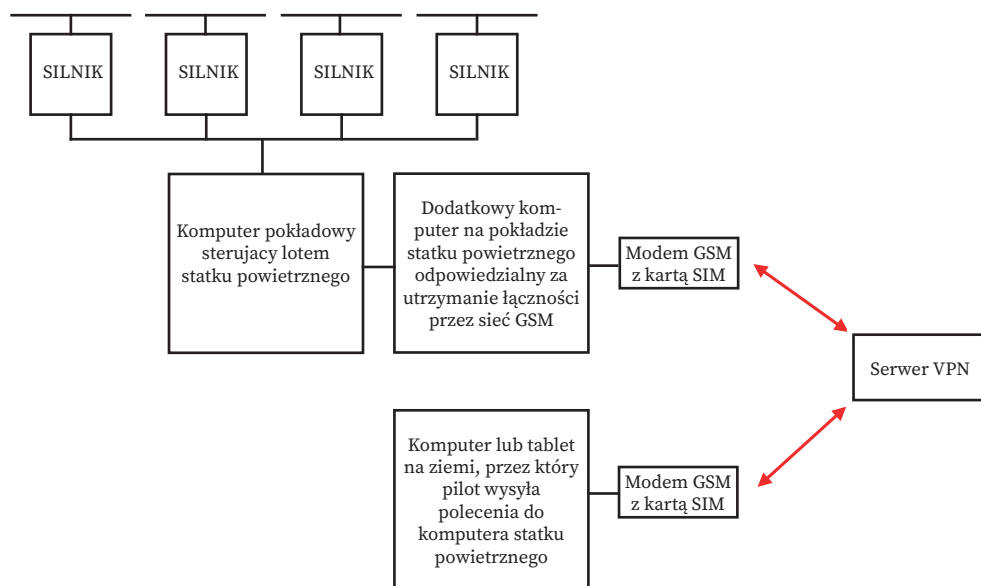 SILNIK
SILNIK
SILNIK
SILNIK
Komputer pokładowy
sterujacy lotem
statku powietrznego
Dodatkowy kom-
puter na pokładzie
statku powietrznego
odpowiedzialny za
utrzymanie łączności
przez sieć GSM
Modem GSM
z kartą SIM
Serwer VPN
Komputer lub tablet
na ziemi, przez który
pilot wysyła
polecenia do
komputera statku
powietrznego
Modem GSM
z kartą SIM